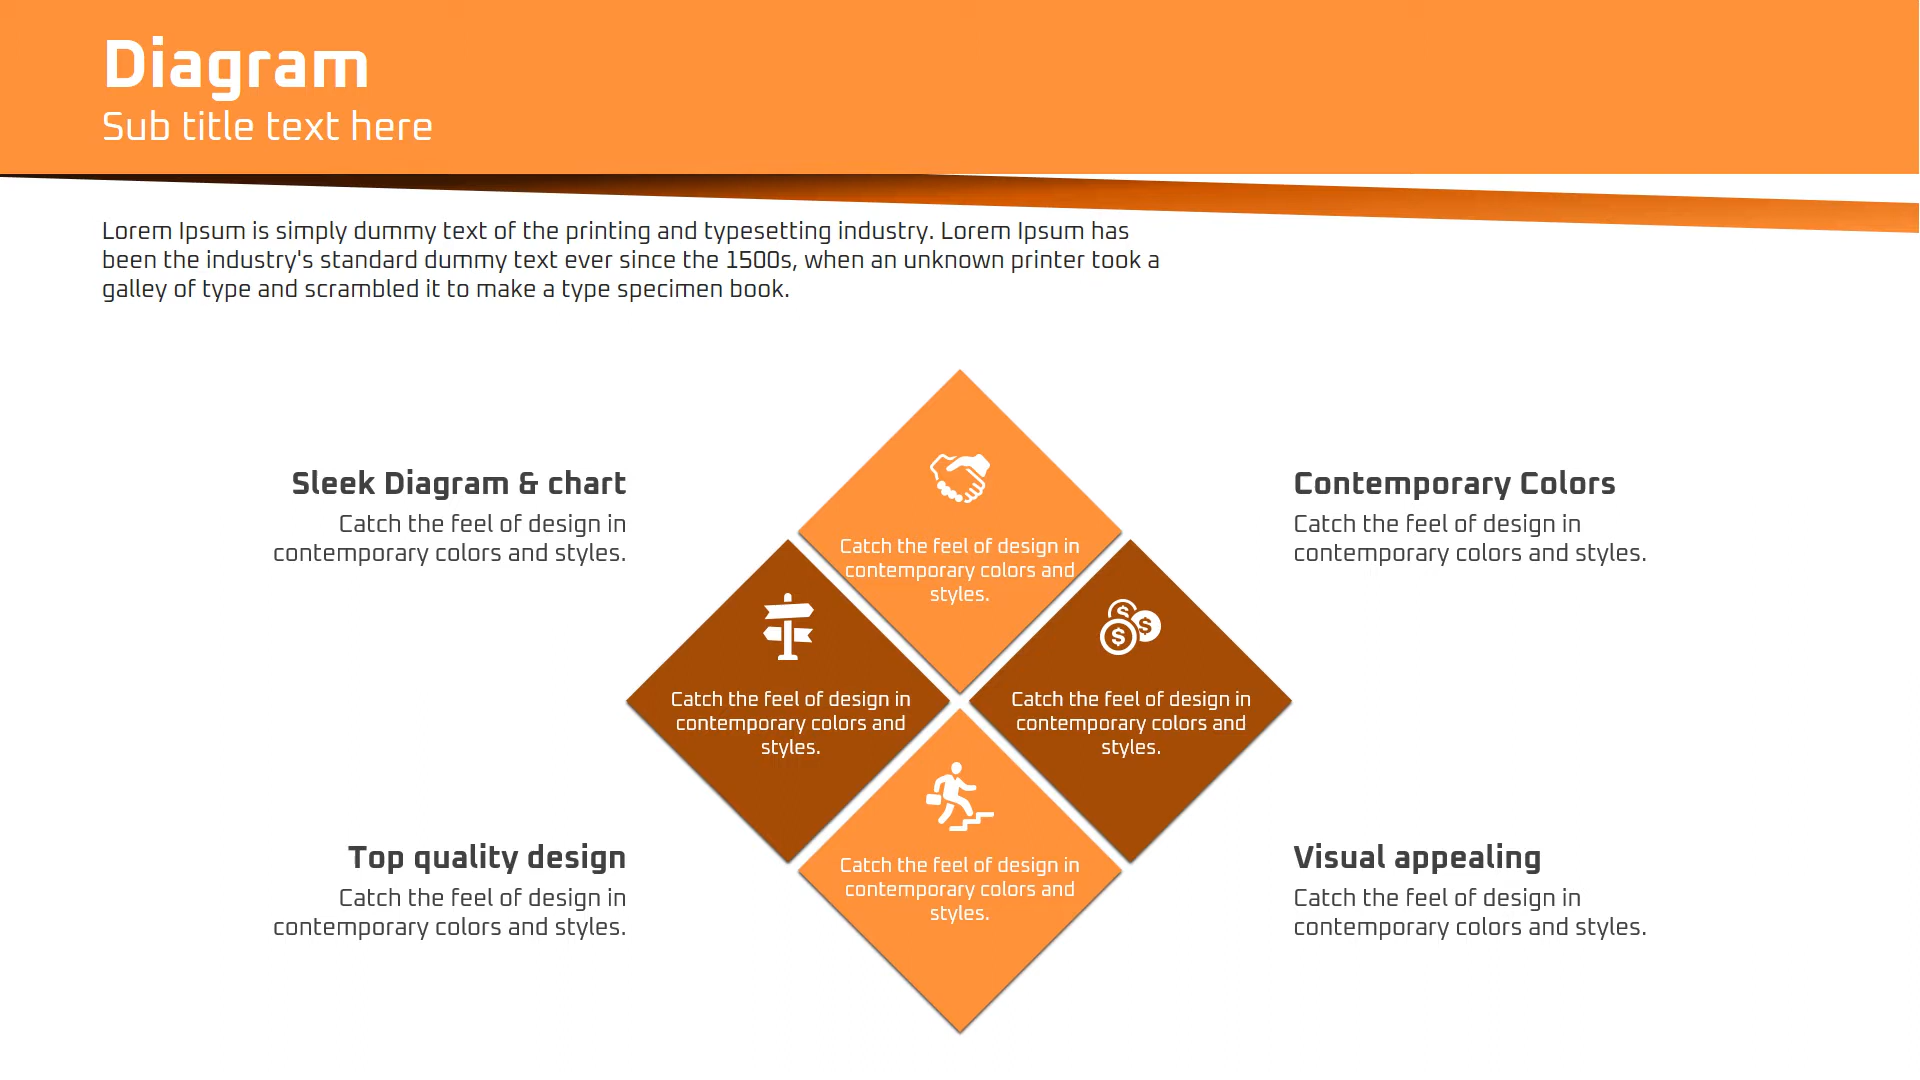 Diagram
Sub title text here
Lorem Ipsum is simply dummy text of the printing and typesetting industry. Lorem Ipsum has
been the industry's standard dummy text ever since the 1500s, when an unknown printer took a
galley of type and scrambled it to make a type specimen book.
Sleek Diagram & chart
Catch the feel of design in
contemporary colors and styles.
Top quality design
Catch the feel of design in
contemporary colors and styles.
Catch the feel of design in
contemporary colors and
styles.
Catch the feel of design in
contemporary colors and
styles.
$
$
$
Catch the feel of design in
contemporary colors and
styles.
Catch the feel of design in
contemporary colors and
styles.
Contemporary Colors
Catch the feel of design in
contemporary colors and styles.
Visual appealing
Catch the feel of design in
contemporary colors and styles.